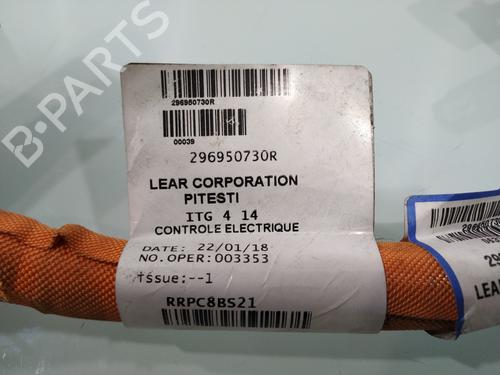 296950730R
00039
296950730R
LEAR CORPORATION
PITESTI
ITG 4 14
CONTROLE ELECTRIQUE
DATE: 22/01/18
NO.OPER:003353
Issue:--1
RRPC8BS21
29
LEAR
B-PARTS